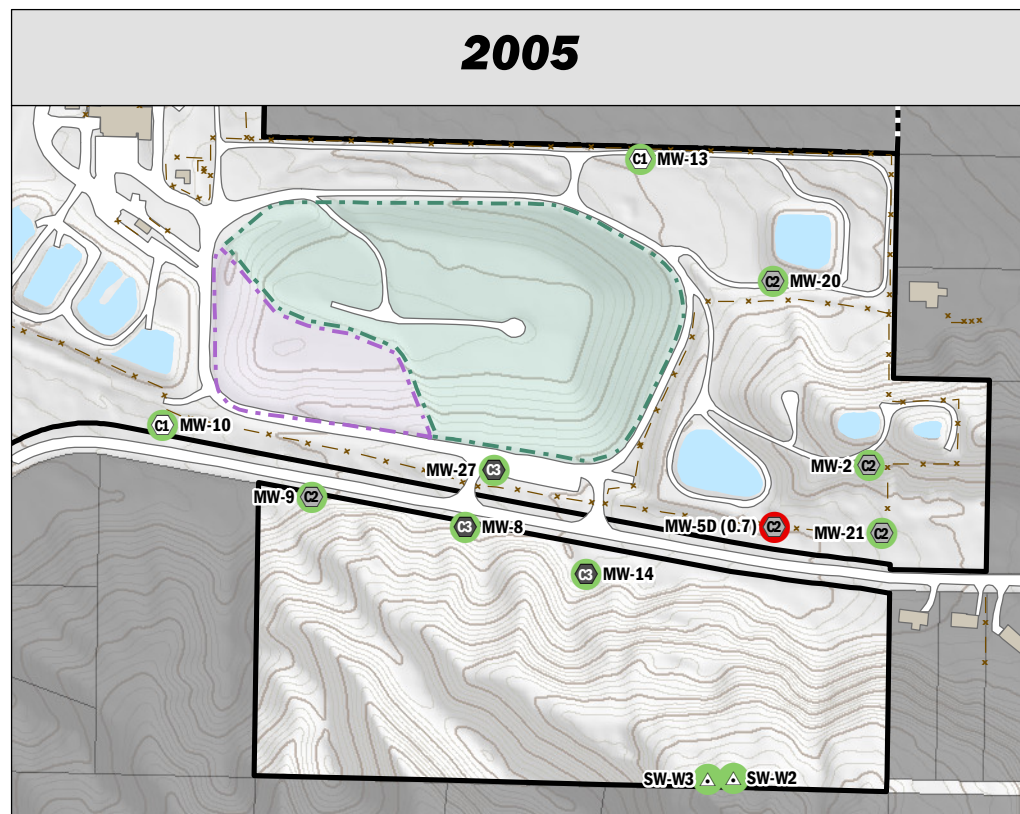 2005
C1 MW-13
C2 MW-20
C1 MW-10
MW-27 C3
MW-2 C2
MW-9 C2
C3 MW-8
MW-5D (0.7) C2
MW-21 C2
C3 MW-14
SW-W3 SW-W2